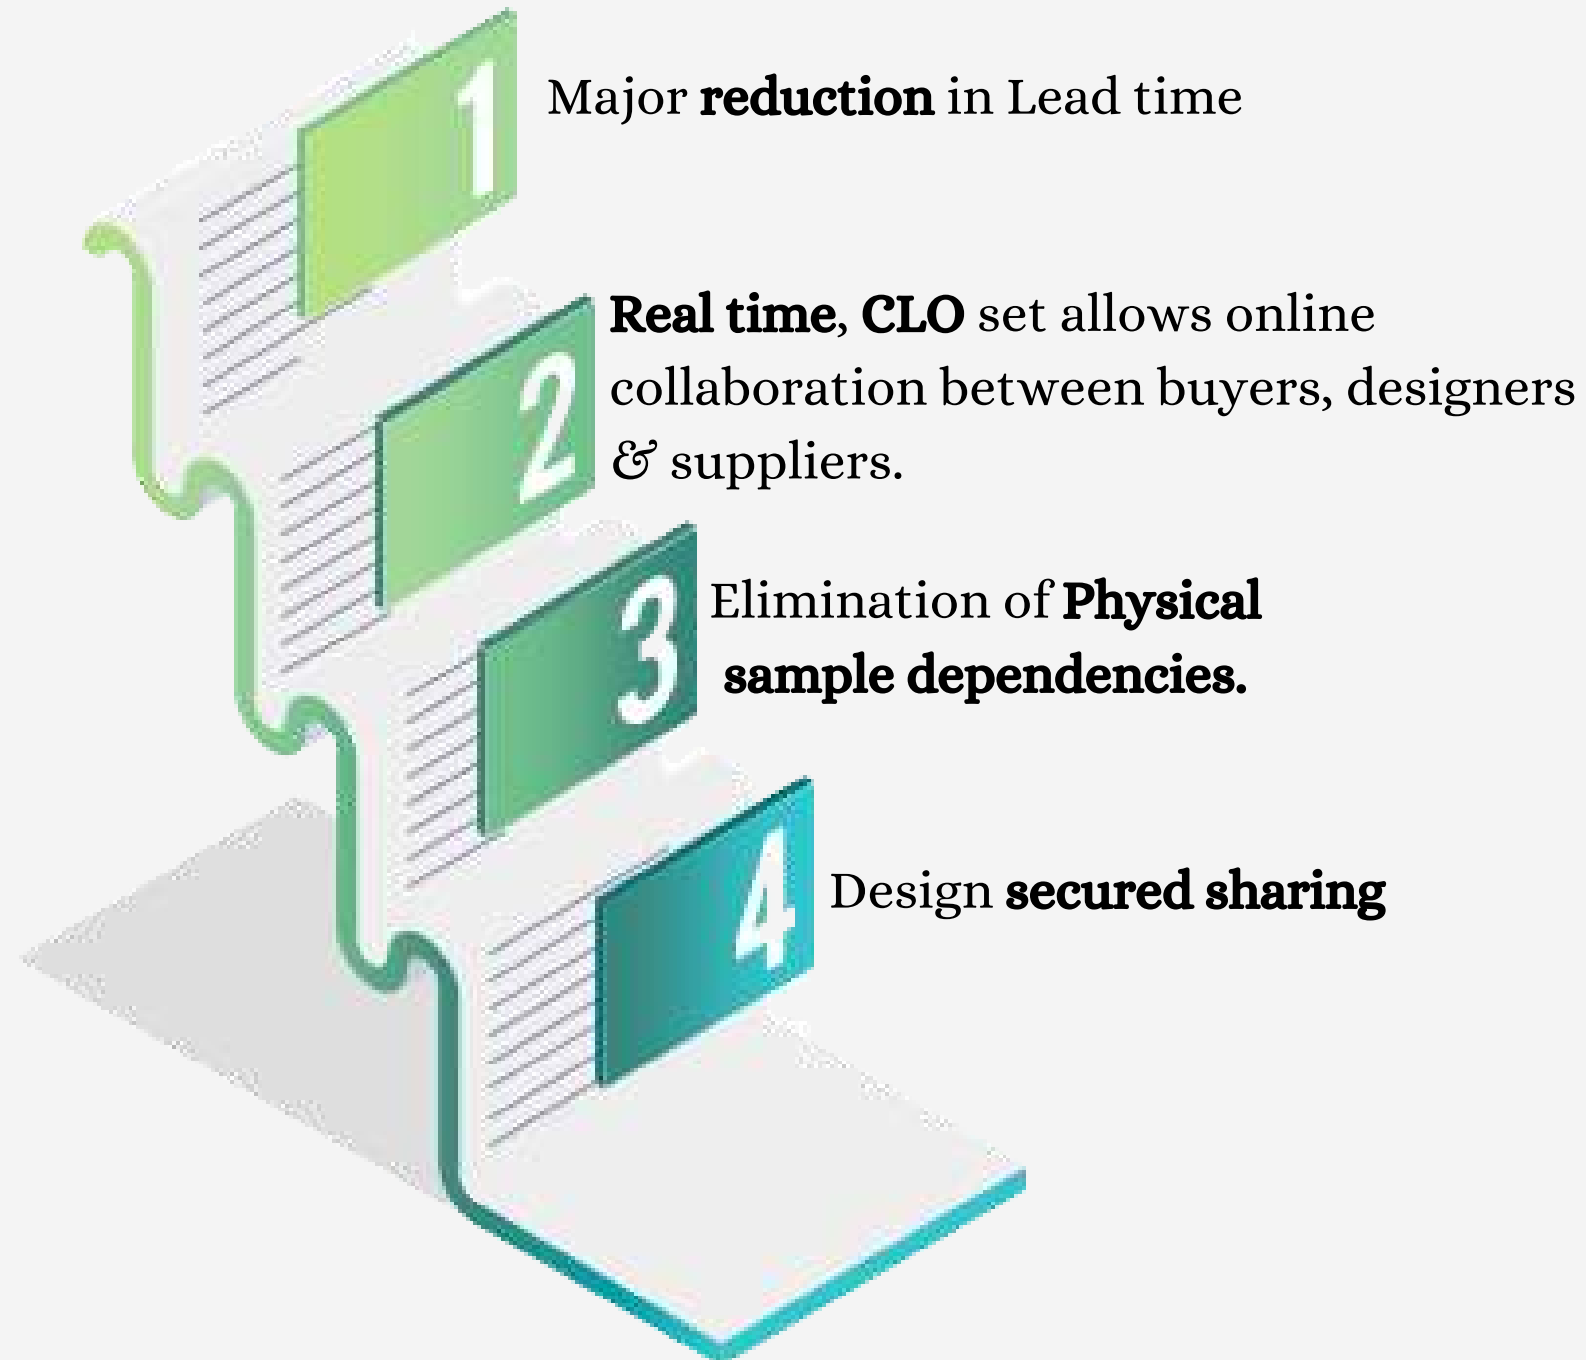 1
Major reduction in Lead time
2
Real time, CLO set allows online
collaboration between buyers, designers
& suppliers.
3
Elimination of Physical
sample dependencies.
4
Design secured sharing